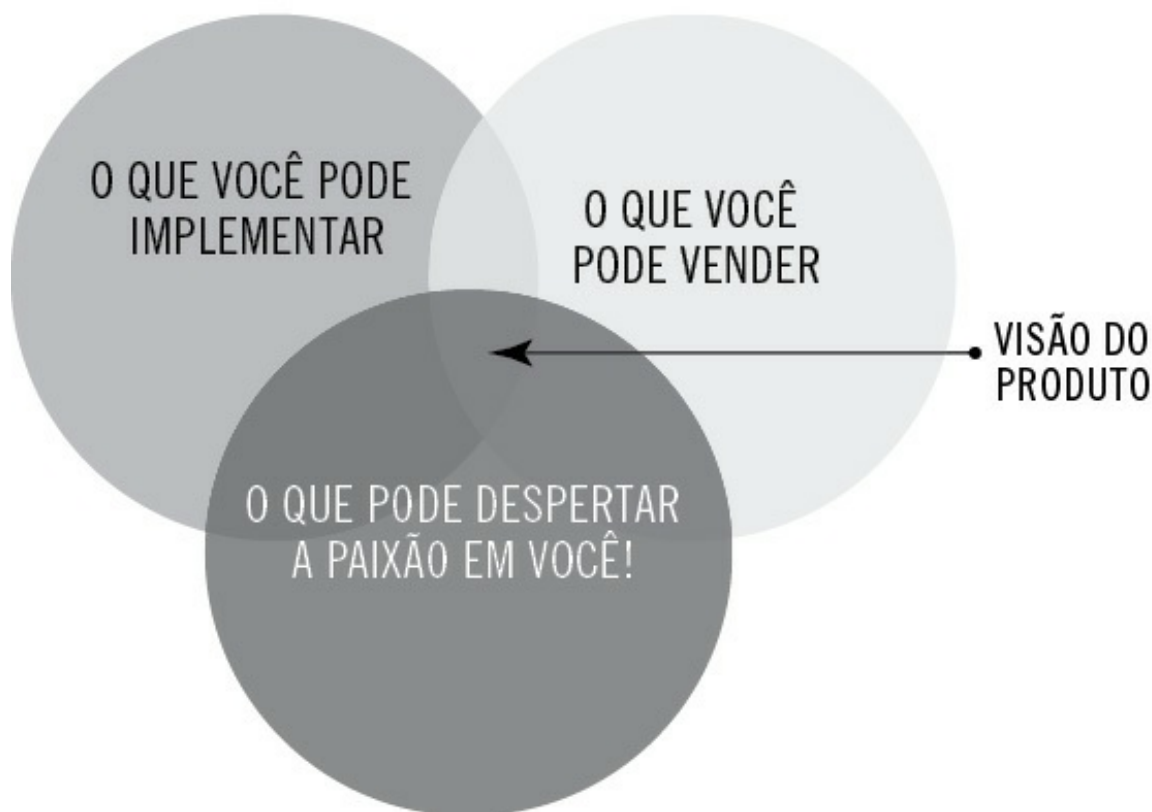 O QUE VOCÊ PODE
IMPLEMENTAR
O QUE VOCÊ
PODE VENDER
VISÃO DO
PRODUTO
O QUE PODE DESPERTAR
A PAIXÃO EM VOCÊ!